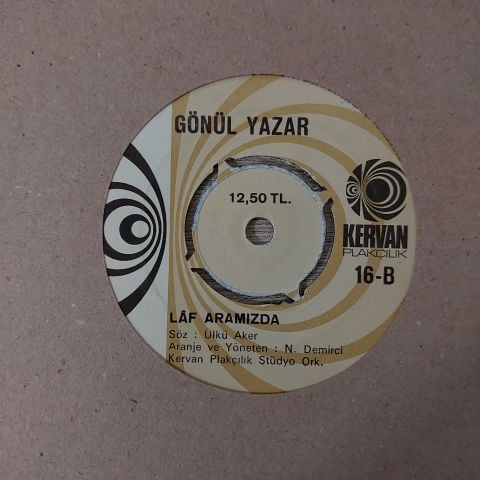 GÖNÜL YAZAR
12,50 TL.
KERVAN
PLAKÇILIK
16-B
LÂF ARAMIZDA
Söz : Ülkü Aker
Aranje ve Yöneten : N. Demirci
Kervan Plakçılık Stüdyo Ork.